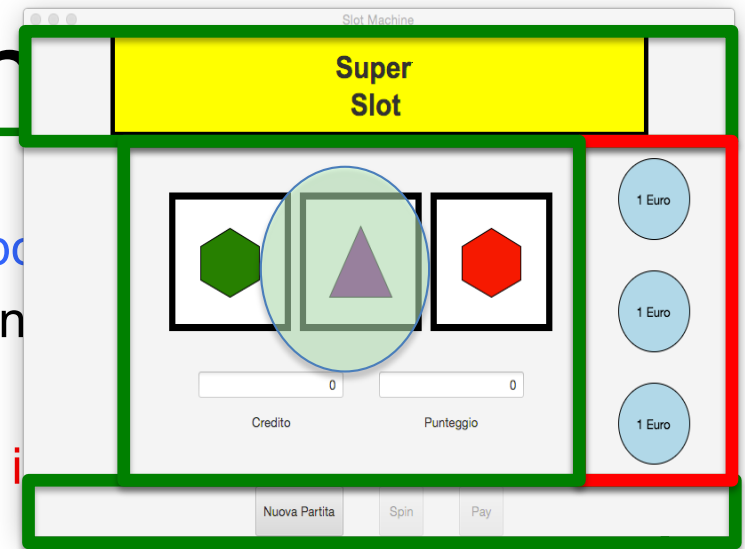 Slot Machine
Super
Slot
1 Euro
1 Euro
1 Euro
0
0
Credito
Punteggio
Nuova Partita
Spin
Pay